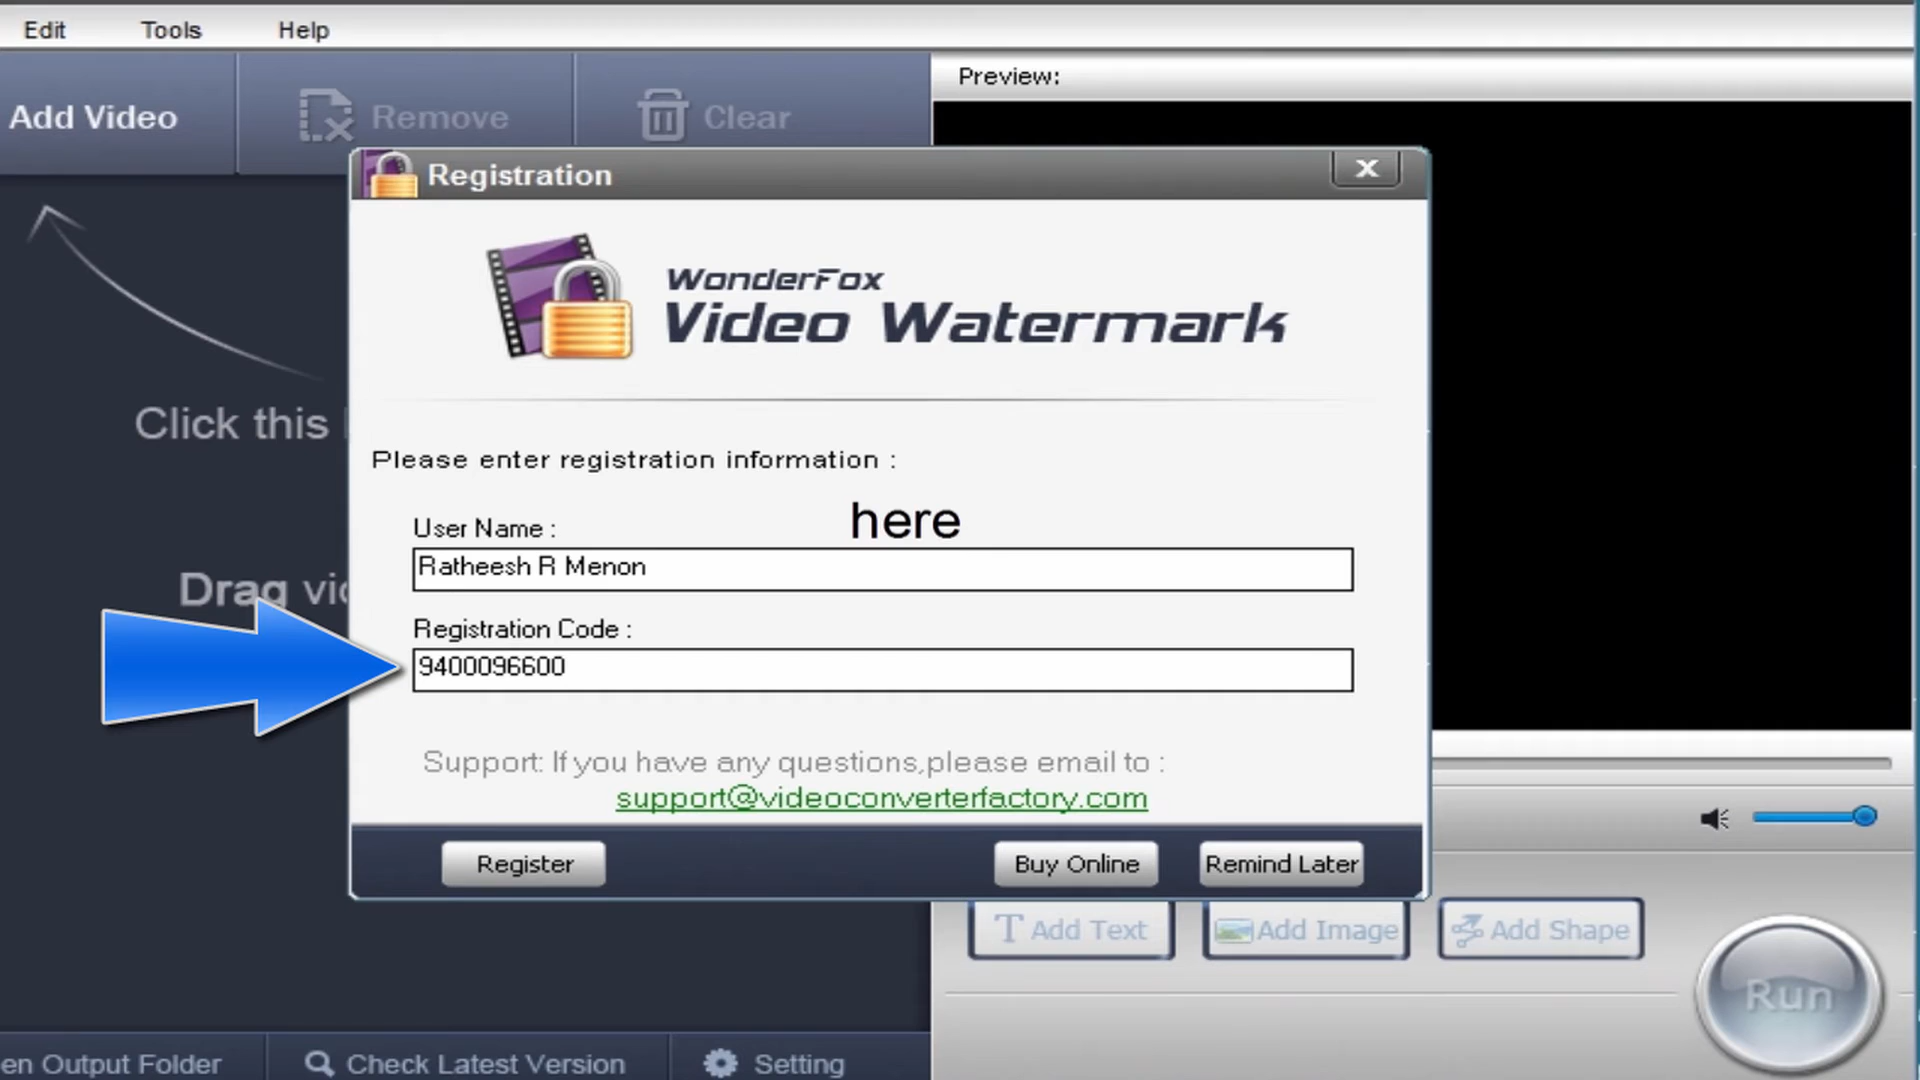 Edit Tools Help
Preview:
Add Video Remove Clear
Registration
x
WonderFox
Video Watermark
Click this
Please enter registration information :
here
User Name :
Ratheesh R Menon
Drag
Registration Code :
9400096600
Support: If you have any questions,please email to :
support@videoconverterfactory.com
Register Buy Online Remind Later
T Add Text Add Image Add Shape
Run
en Output Folder Check Latest Version Setting